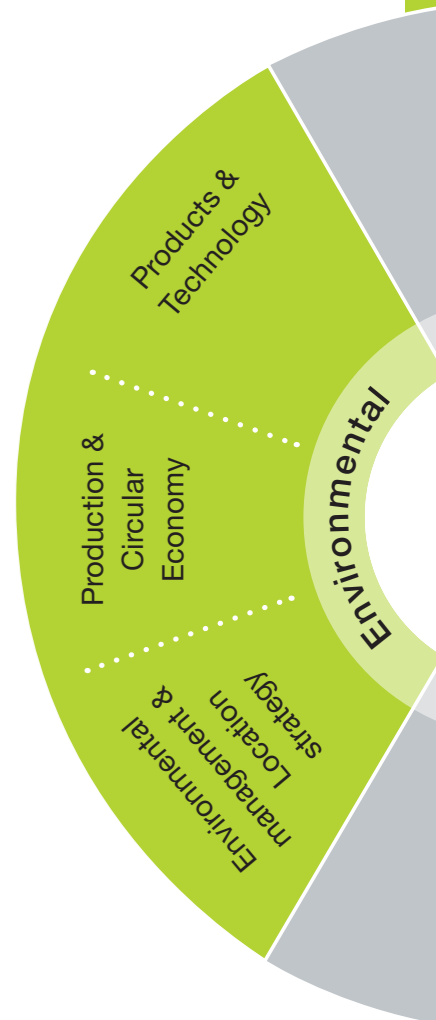 Products &
Technology
Production &
Circular
Economy
Environmental
management &
Location
strategy
Environmental